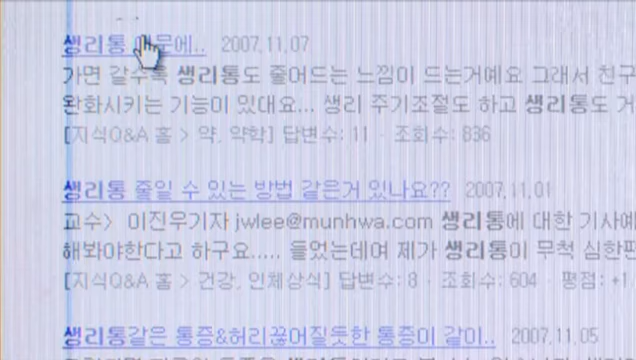 생리통 때문에.. 2007.11.07
가면 갈수록 생리통도 줄어드는 느낌이 드는거예요 그래서 친구
완화시키는 기능이 있대요... 생리 주기조절도 하고 생리통도 거
[지식Q&A 홈 > 약, 약학] 답변수: 11 · 조회수: 836
생리통 줄일 수 있는 방법 같은거 있나요?? 2007.11.01
교수> 이진우기자 jwlee@munhwa.com 생리통에 대한 기사예
해봐야한다고 하구요..... 들었는데여 제가 생리통이 무척 심한편
[지식Q&A 홈 > 건강, 인체상식] 답변수: 8 · 조회수: 604 · 평점: +1
생리통같은 통증&허리끊어질듯한 통증이 같이.. 2007.11.05